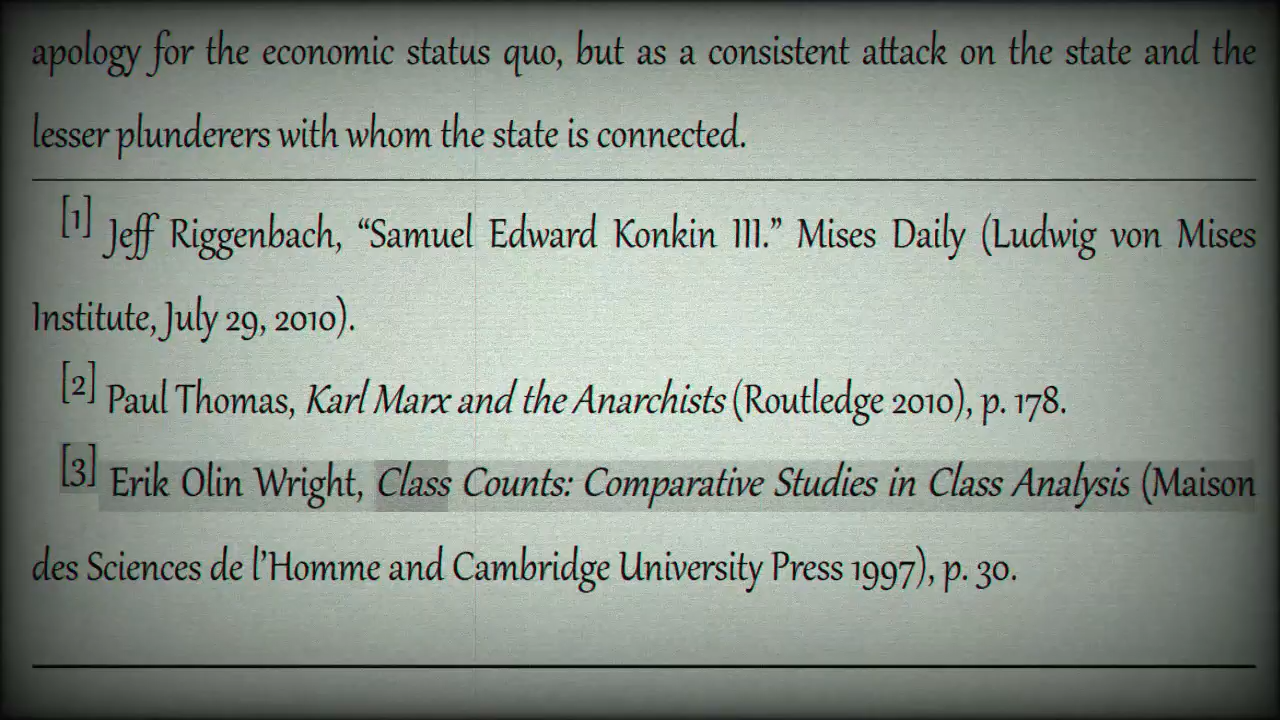 apology for the economic status quo, but as a consistent attack on the state and the
lesser plunderers with whom the state is connected.
[1] Jeff Riggenbach, “Samuel Edward Konkin III.” Mises Daily (Ludwig von Mises
Institute, July 29, 2010).
[2] Paul Thomas, Karl Marx and the Anarchists (Routledge 2010), p. 178.
[3] Erik Olin Wright, Class Counts: Comparative Studies in Class Analysis (Maison
des Sciences de l’Homme and Cambridge University Press 1997), p. 30.